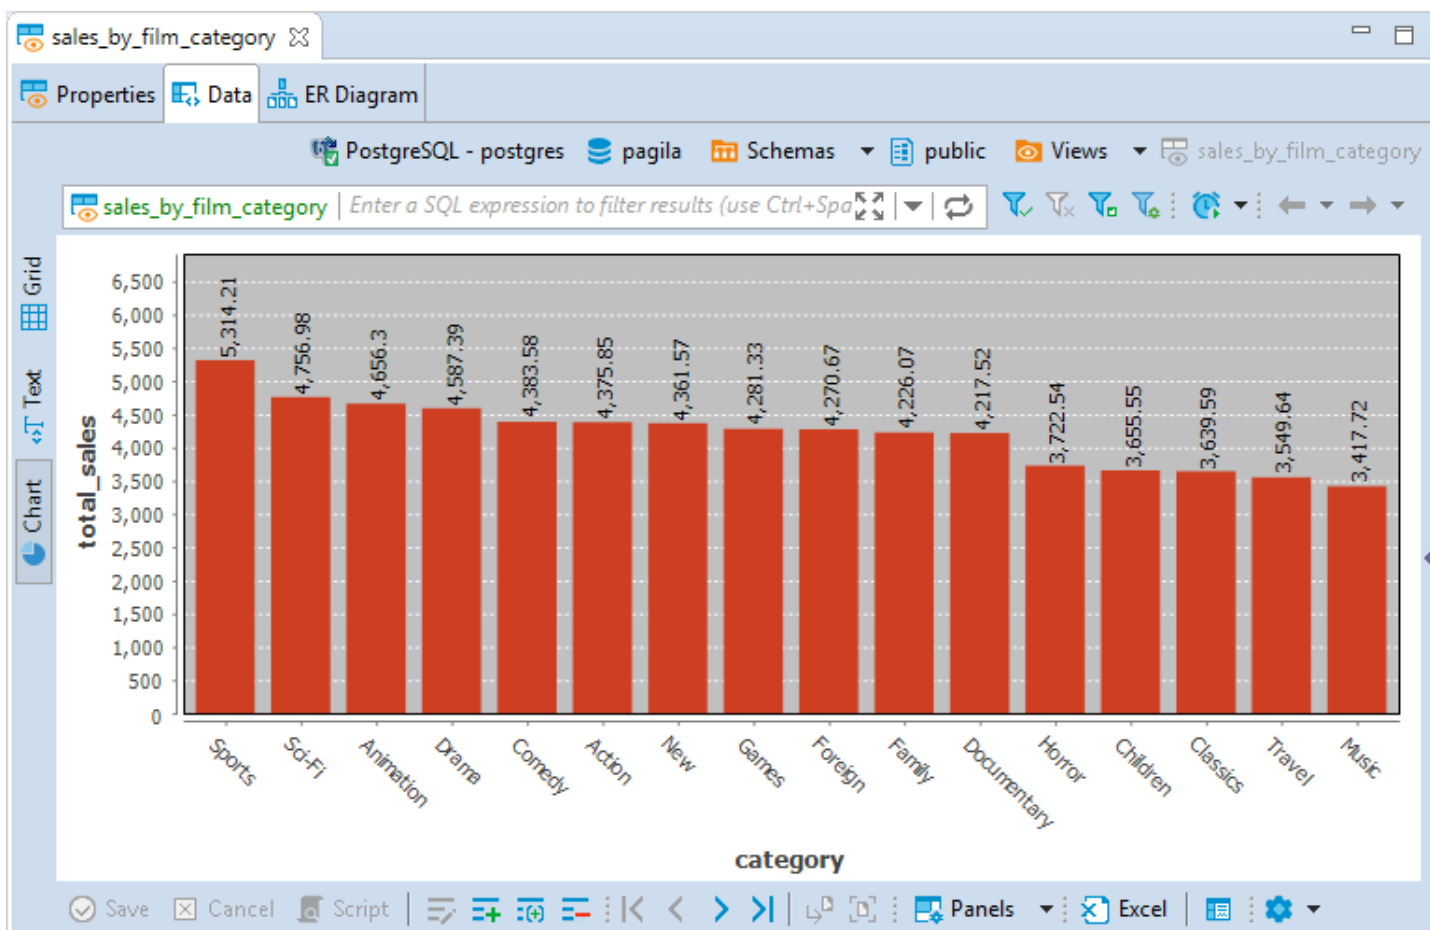 sales_by_film_category
Properties Data ER Diagram
PostgreSQL - postgres pagila Schemas public Views sales_by_film_category
sales_by_film_category Enter a SQL expression to filter results (use Ctrl+Spa
Grid
Text
Chart
total_sales
6,500
6,000
5,500
5,000
4,500
4,000
3,500
3,000
2,500
2,000
1,500
1,000
500
0
5,314.21
4,756.98
4,656.3
4,587.39
4,383.58
4,375.85
4,361.57
4,281.33
4,270.67
4,226.07
4,217.52
3,722.54
3,655.55
3,639.59
3,549.64
3,417.72
Sports
Sci-Fi
Animation
Drama
Comedy
Action
New
Games
Foreign
Family
Documentary
Horror
Children
Classics
Travel
Music
category
Save Cancel Script Panels Excel